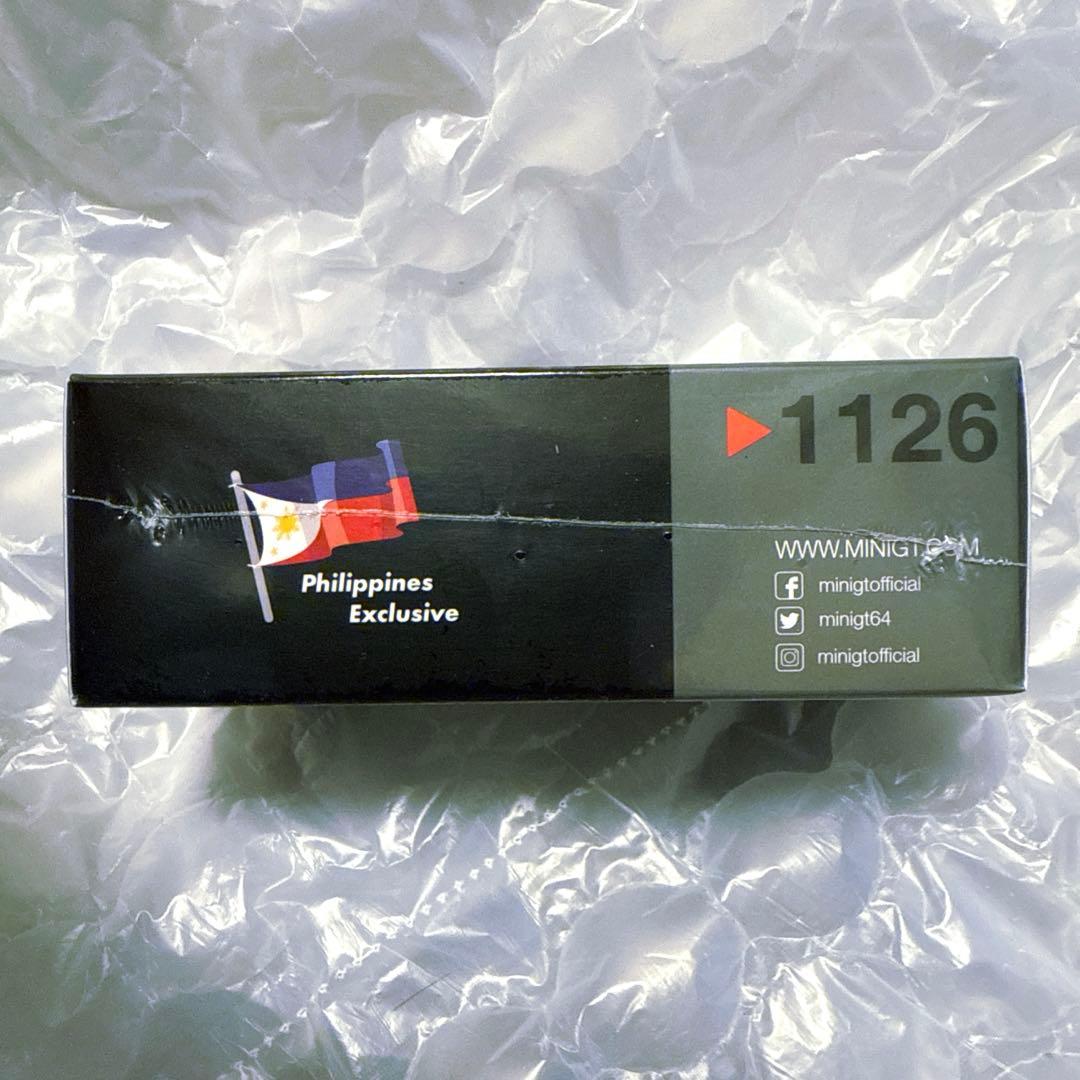 Philippines
Exclusive
1126
WWW.MINIGT.COM
minigtofficial
minigt64
minigtofficial